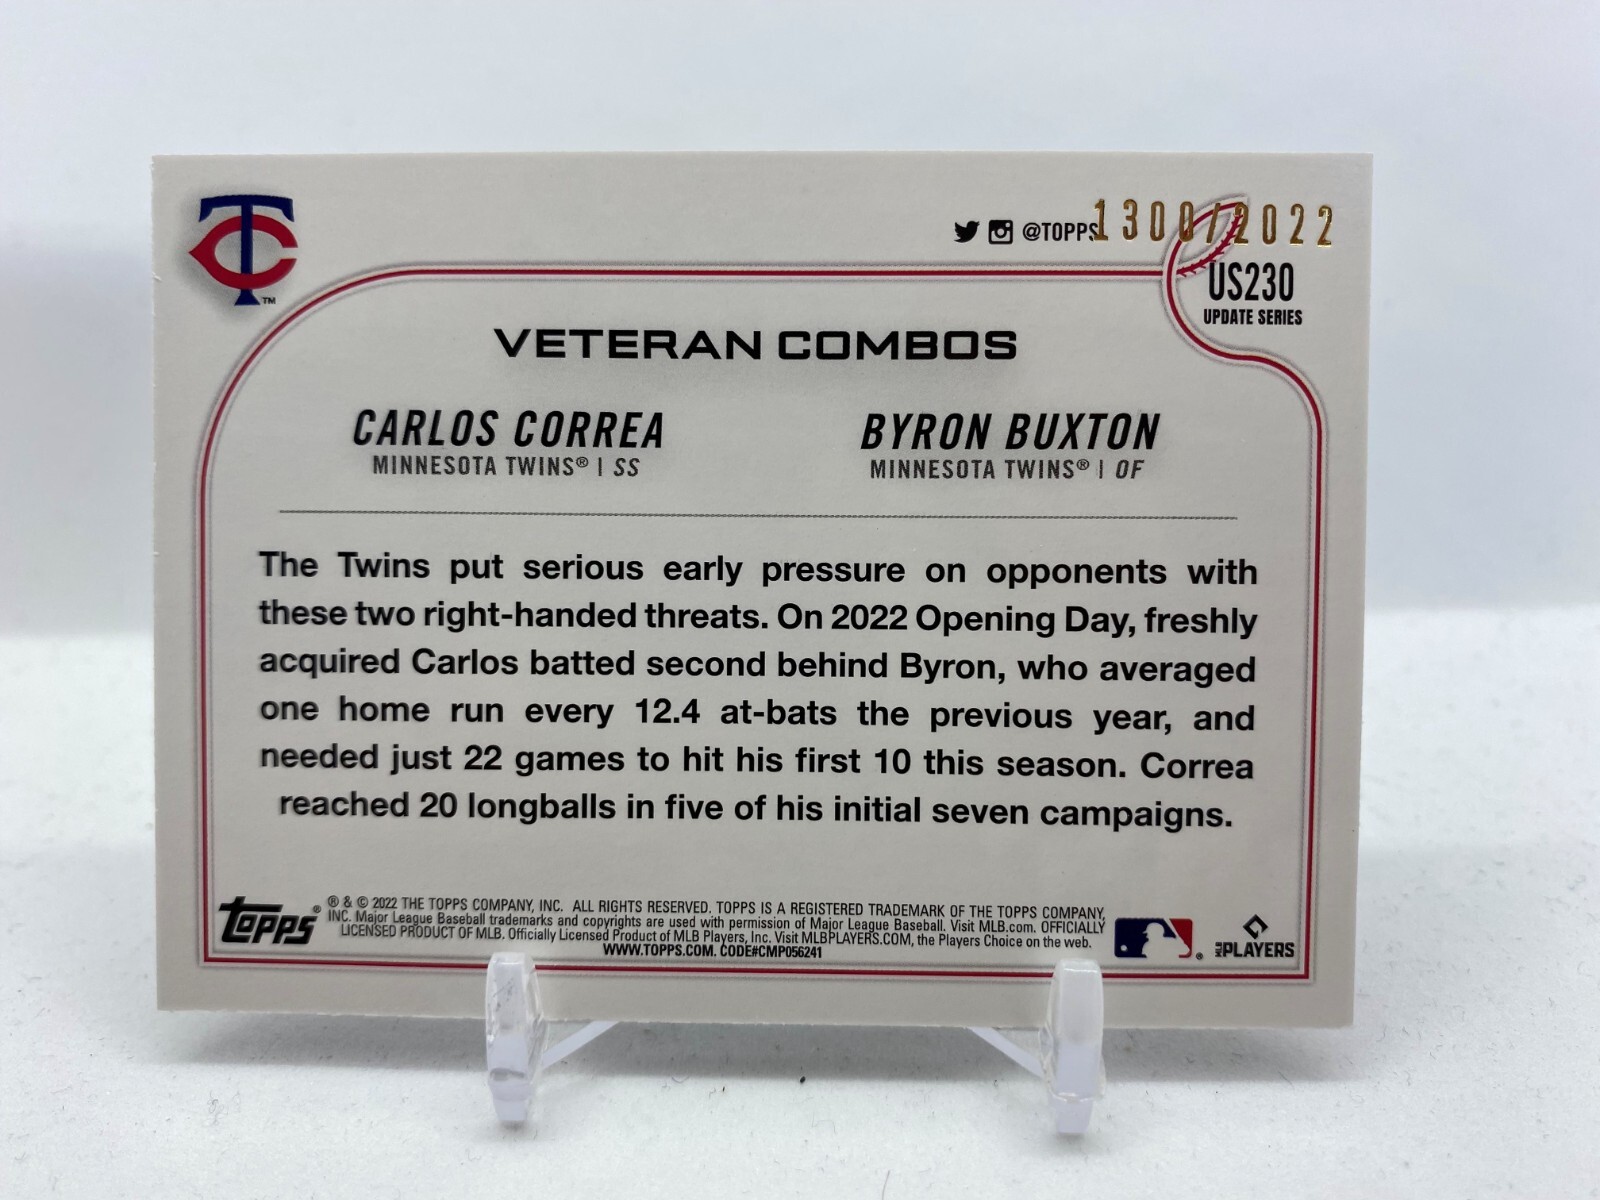 TC
TM
@TOPPS 1300/2022
US230
UPDATE SERIES
VETERAN COMBOS
CARLOS CORREA
MINNESOTA TWINS® | SS
BYRON BUXTON
MINNESOTA TWINS® | OF
The Twins put serious early pressure on opponents with
these two right-handed threats. On 2022 Opening Day, freshly
acquired Carlos batted second behind Byron, who averaged
one home run every 12.4 at-bats the previous year, and
needed just 22 games to hit his first 10 this season. Correa
reached 20 longballs in five of his initial seven campaigns.
topps®
® & © 2022 THE TOPPS COMPANY, INC. ALL RIGHTS RESERVED. TOPPS IS A REGISTERED TRADEMARK OF THE TOPPS COMPANY,
INC. Major League Baseball trademarks and copyrights are used with permission of Major League Baseball. Visit MLB.com. OFFICIALLY
LICENSED PRODUCT OF MLB. Officially Licensed Product of MLB Players, Inc. Visit MLBPLAYERS.COM, the Players Choice on the web.
WWW.TOPPS.COM. CODE#CMP056241
®
MLB PLAYERS